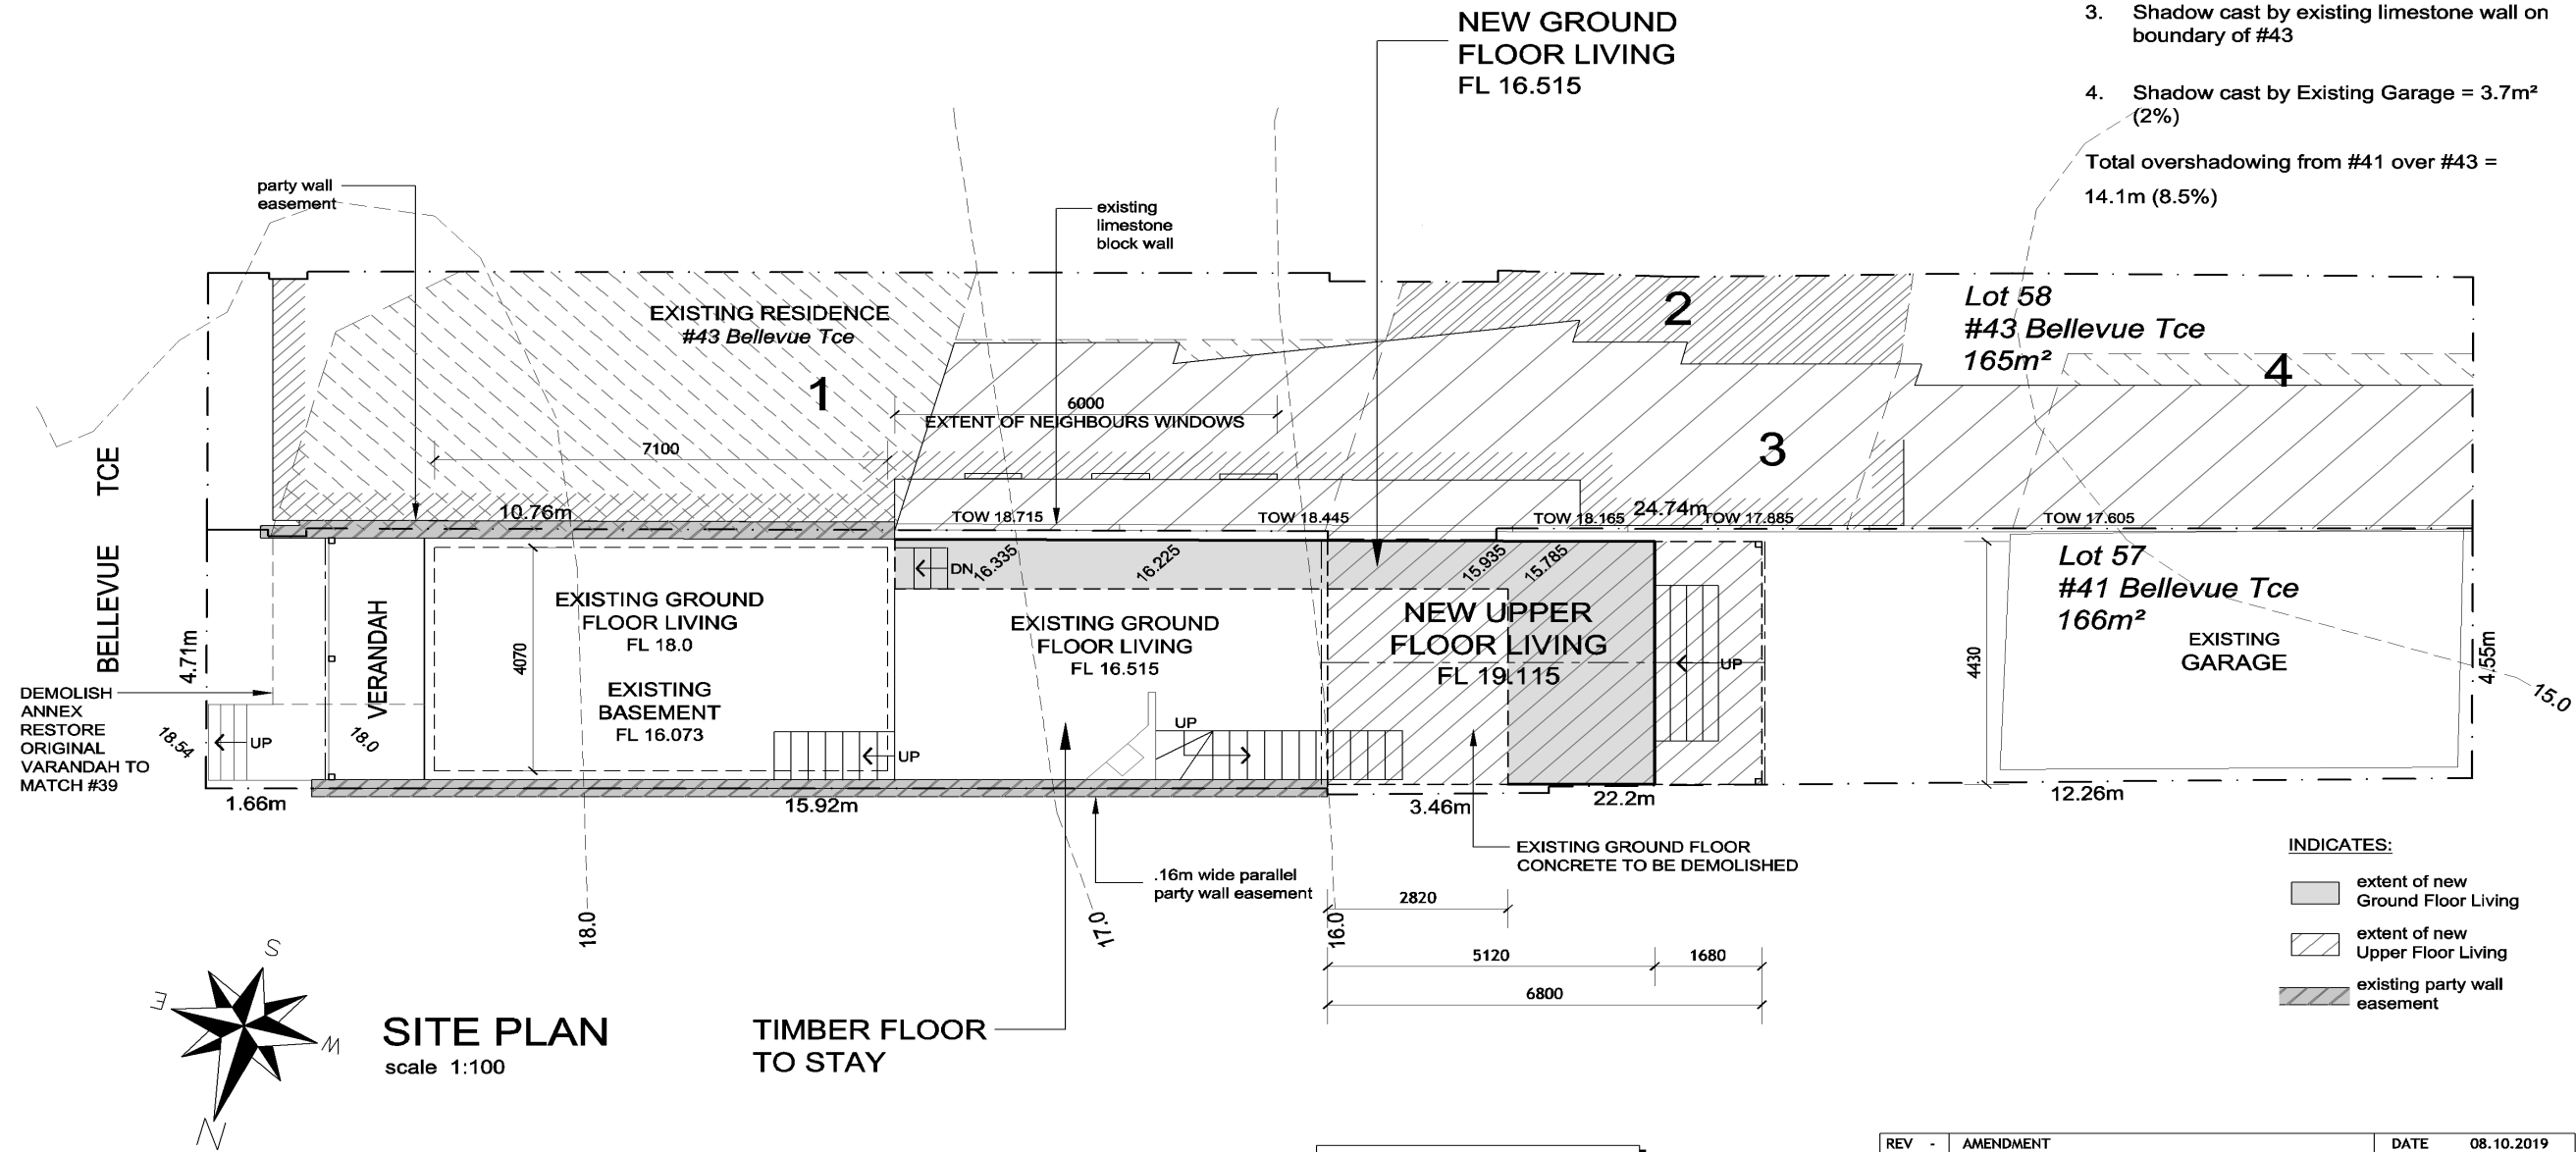 NEW GROUND
FLOOR LIVING
FL 16.515
3. Shadow cast by existing limestone wall on
boundary of #43
4. Shadow cast by Existing Garage = 3.7m²
(2%)
Total overshadowing from #41 over #43 =
14.1m (8.5%)
party wall
easement
existing
limestone
block wall
EXISTING RESIDENCE
#43 Bellevue Tce
1
2
3
4
Lot 58
#43 Bellevue Tce
165m²
6000
EXTENT OF NEIGHBOURS WINDOWS
7100
10.76m
TOW 18.715
TOW 18.445
TOW 18.165
24.74m
TOW 17.885
TOW 17.605
BELLEVUE TCE
4.71m
VERANDAH
18.0
18.54
UP
DEMOLISH
ANNEX
RESTORE
ORIGINAL
VARANDAH TO
MATCH #39
EXISTING GROUND
FLOOR LIVING
FL 18.0
4070
EXISTING
BASEMENT
FL 16.073
UP
DN
16.335
16.225
15.935
15.785
EXISTING GROUND
FLOOR LIVING
FL 16.515
UP
NEW UPPER
FLOOR LIVING
FL 19.115
UP
4430
Lot 57
#41 Bellevue Tce
166m²
EXISTING
GARAGE
4.55m
15.0
1.66m
15.92m
3.46m
22.2m
12.26m
EXISTING GROUND FLOOR
CONCRETE TO BE DEMOLISHED
.16m wide parallel
party wall easement
2820
18.0
17.0
16.0
5120
1680
6800
INDICATES:
extent of new
Ground Floor Living
extent of new
Upper Floor Living
existing party wall
easement
S
E
W
N
SITE PLAN
scale 1:100
TIMBER FLOOR
TO STAY
REV - AMENDMENT DATE 08.10.2019